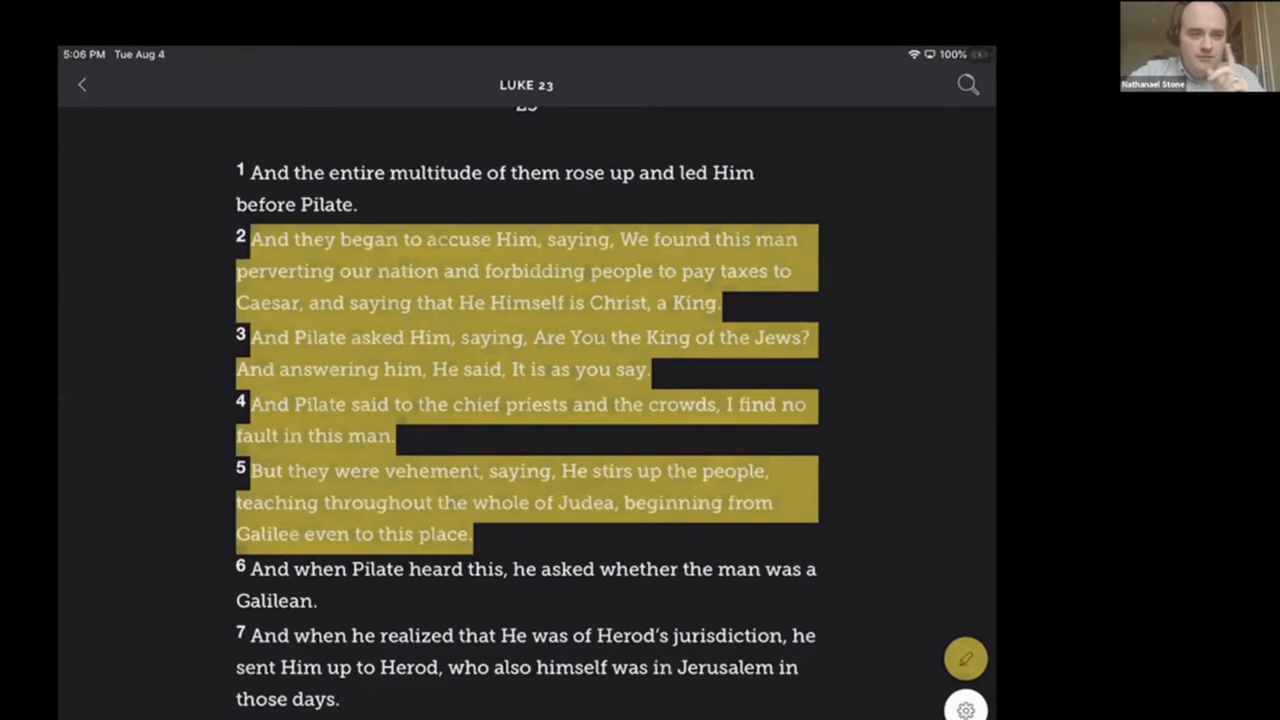 5:06 PM Tue Aug 4
100%
LUKE 23
Nathanael Stone
23
1 And the entire multitude of them rose up and led Him
before Pilate.
2 And they began to accuse Him, saying, We found this man
perverting our nation and forbidding people to pay taxes to
Caesar, and saying that He Himself is Christ, a King.
3 And Pilate asked Him, saying, Are You the King of the Jews?
And answering him, He said, It is as you say.
4 And Pilate said to the chief priests and the crowds, I find no
fault in this man.
5 But they were vehement, saying, He stirs up the people,
teaching throughout the whole of Judea, beginning from
Galilee even to this place.
6 And when Pilate heard this, he asked whether the man was a
Galilean.
7 And when he realized that He was of Herod's jurisdiction, he
sent Him up to Herod, who also himself was in Jerusalem in
those days.